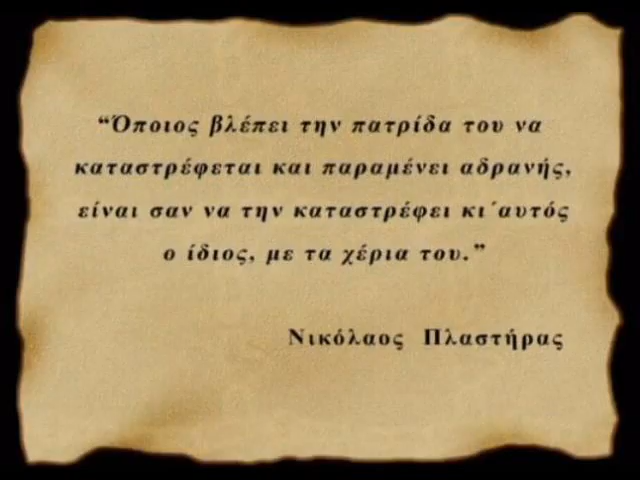 “Όποιος βλέπει την πατρίδα του να
καταστρέφεται και παραμένει αδρανής,
είναι σαν να την καταστρέφει κι΄αυτός
ο ίδιος, με τα χέρια του.”
Νικόλαος Πλαστήρας